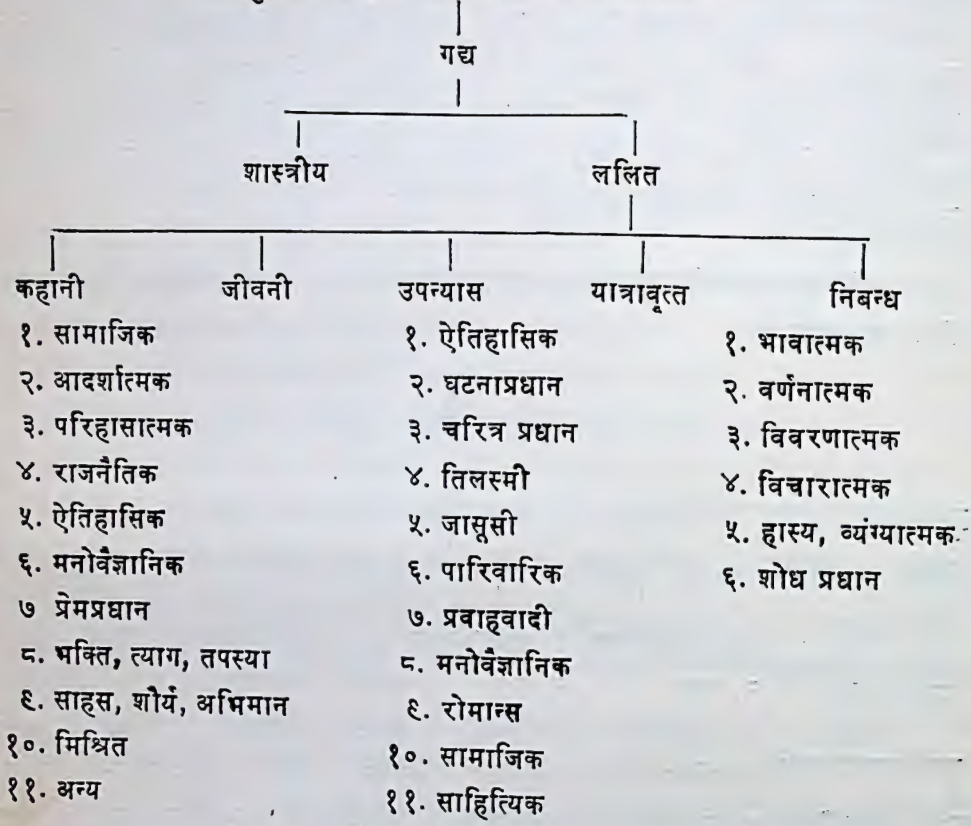 गद्य
शास्त्रीय ललित
कहानी जीवनी उपन्यास यात्रावृत्त निबन्ध
१. सामाजिक १. ऐतिहासिक १. भावात्मक
२. आदर्शात्मक २. घटनाप्रधान २. वर्णनात्मक
३. परिहासात्मक ३. चरित्र प्रधान ३. विवरणात्मक
४. राजनैतिक ४. तिलस्मी ४. विचारात्मक
५. ऐतिहासिक ५. जासूसी ५. हास्य, व्यंग्यात्मक
६. मनोवैज्ञानिक ६. पारिवारिक ६. शोध प्रधान
७ प्रेमप्रधान ७. प्रवाहवादी
८. भक्ति, त्याग, तपस्या ८. मनोवैज्ञानिक
९. साहस, शौर्य, अभिमान ९. रोमान्स
१०. मिश्रित १०. सामाजिक
११. अन्य ११. साहित्यिक